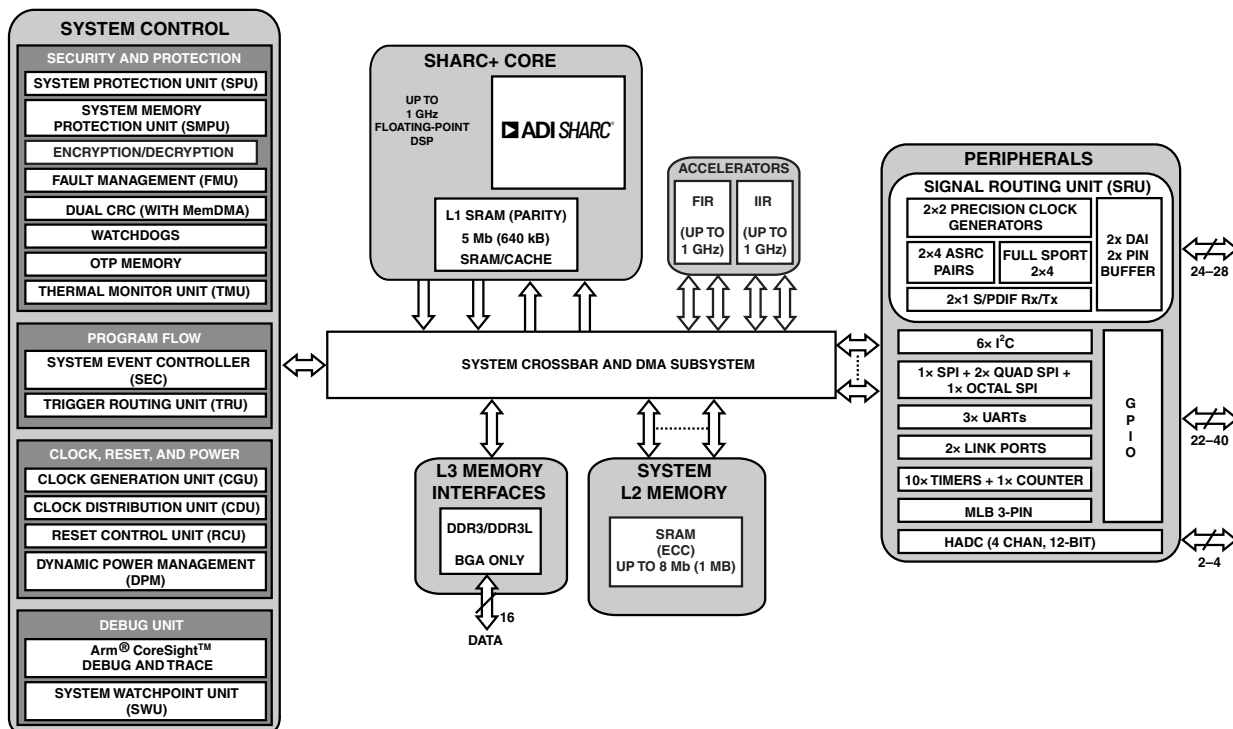 SYSTEM CONTROL
SECURITY AND PROTECTION
SYSTEM PROTECTION UNIT (SPU)
SYSTEM MEMORY
PROTECTION UNIT (SMPU)
ENCRYPTION/DECRYPTION
FAULT MANAGEMENT (FMU)
DUAL CRC (WITH MemDMA)
WATCHDOGS
OTP MEMORY
THERMAL MONITOR UNIT (TMU)
PROGRAM FLOW
SYSTEM EVENT CONTROLLER
(SEC)
TRIGGER ROUTING UNIT (TRU)
CLOCK, RESET, AND POWER
CLOCK GENERATION UNIT (CGU)
CLOCK DISTRIBUTION UNIT (CDU)
RESET CONTROL UNIT (RCU)
DYNAMIC POWER MANAGEMENT
(DPM)
DEBUG UNIT
Arm® CoreSight™
DEBUG AND TRACE
SYSTEM WATCHPOINT UNIT
(SWU)
SHARC+ CORE
UP TO
1 GHz
FLOATING-POINT
DSP
ADI SHARC®
L1 SRAM (PARITY)
5 Mb (640 kB)
SRAM/CACHE
ACCELERATORS
FIR
(UP TO
1 GHz)
IIR
(UP TO
1 GHz)
SYSTEM CROSSBAR AND DMA SUBSYSTEM
L3 MEMORY
INTERFACES
DDR3/DDR3L
BGA ONLY
16
DATA
SYSTEM
L2 MEMORY
SRAM
(ECC)
UP TO 8 Mb (1 MB)
PERIPHERALS
SIGNAL ROUTING UNIT (SRU)
2×2 PRECISION CLOCK
GENERATORS
2×4 ASRC
PAIRS
FULL SPORT
2×4
2×1 S/PDIF Rx/Tx
2x DAI
2x PIN
BUFFER
24–28
6× I²C
1× SPI + 2× QUAD SPI +
1× OCTAL SPI
3× UARTs
2× LINK PORTS
10× TIMERS + 1× COUNTER
MLB 3-PIN
G
P
I
O
22–40
HADC (4 CHAN, 12-BIT)
2–4